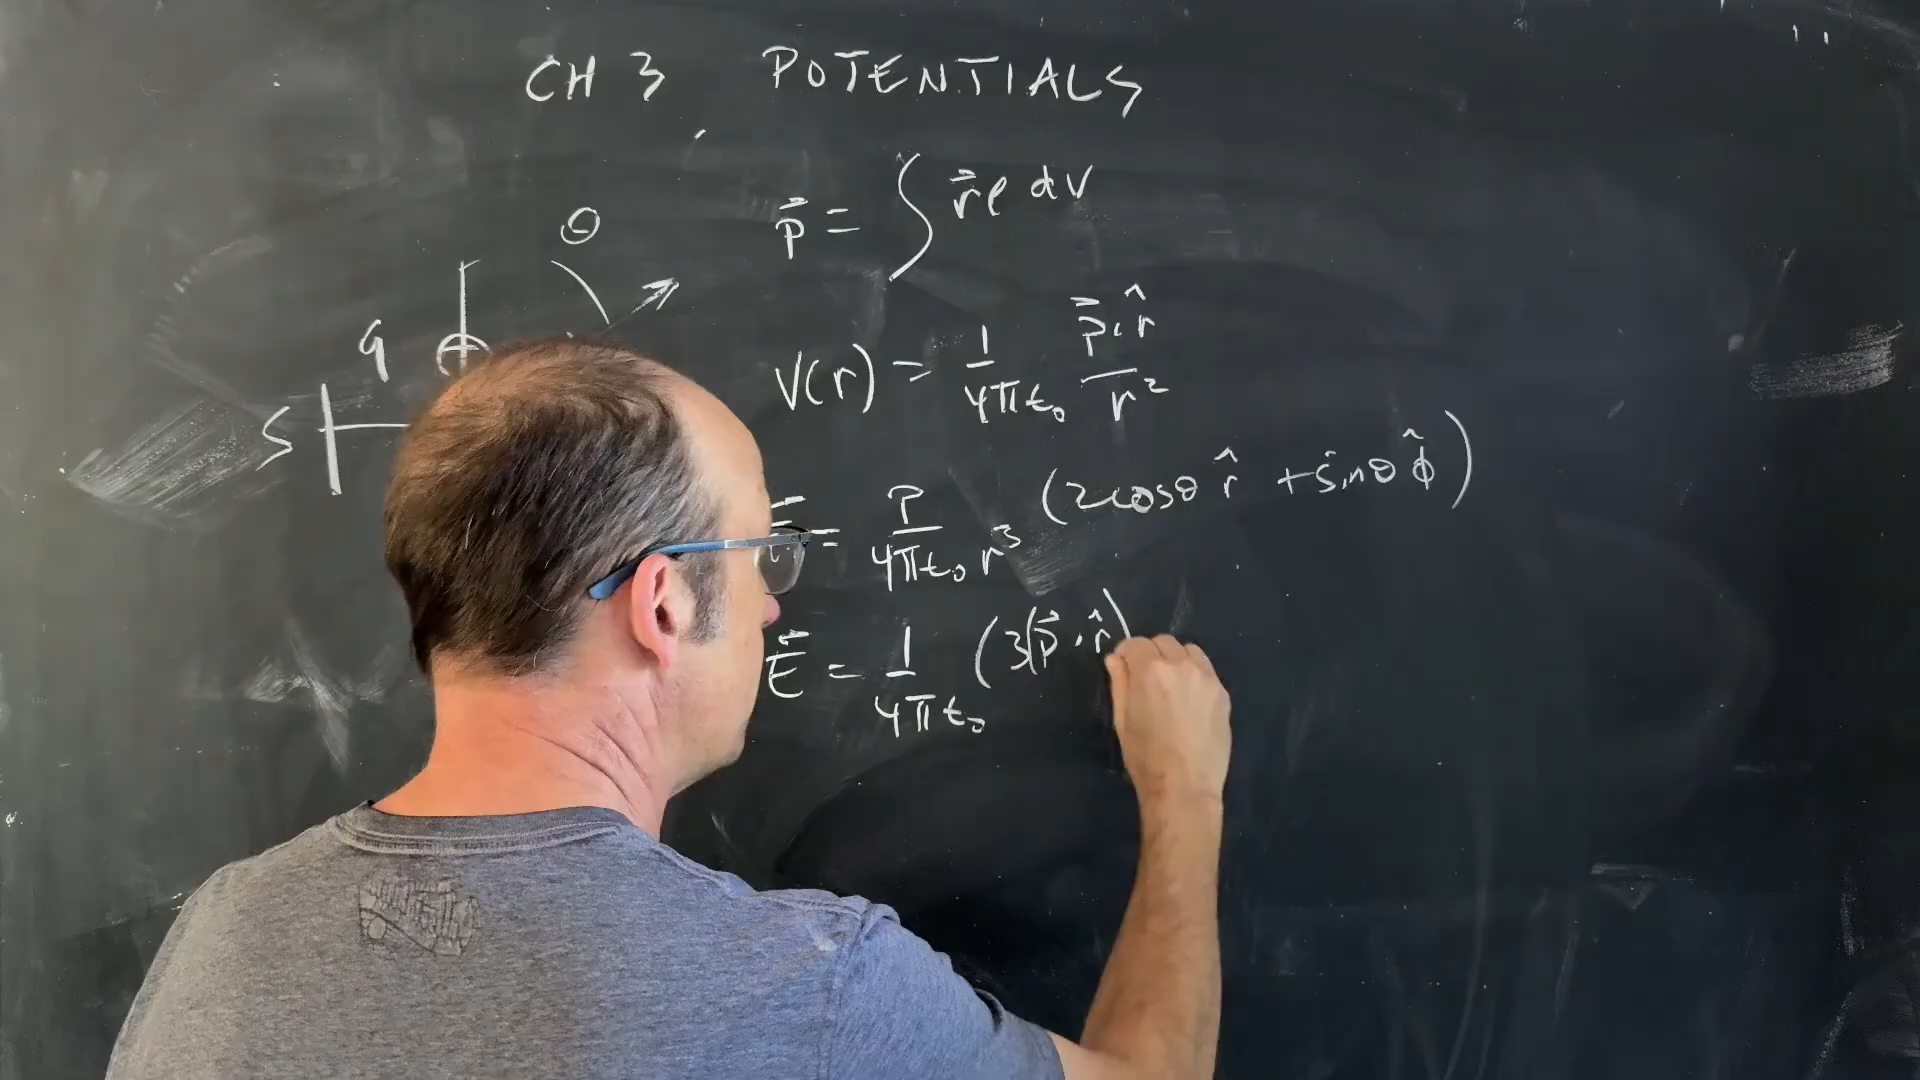 CH 3 POTENTIALS
p⃗ = ∫ r⃗ρ dV
θ
q
V(r) = 1/4πε₀ p⃗·r̂/r²
S
E⃗ = P/4πε₀r³ (2cosθ r̂ + sinθ ϕ̂)
E⃗ = 1/4πε₀ (3(p⃗·r̂)